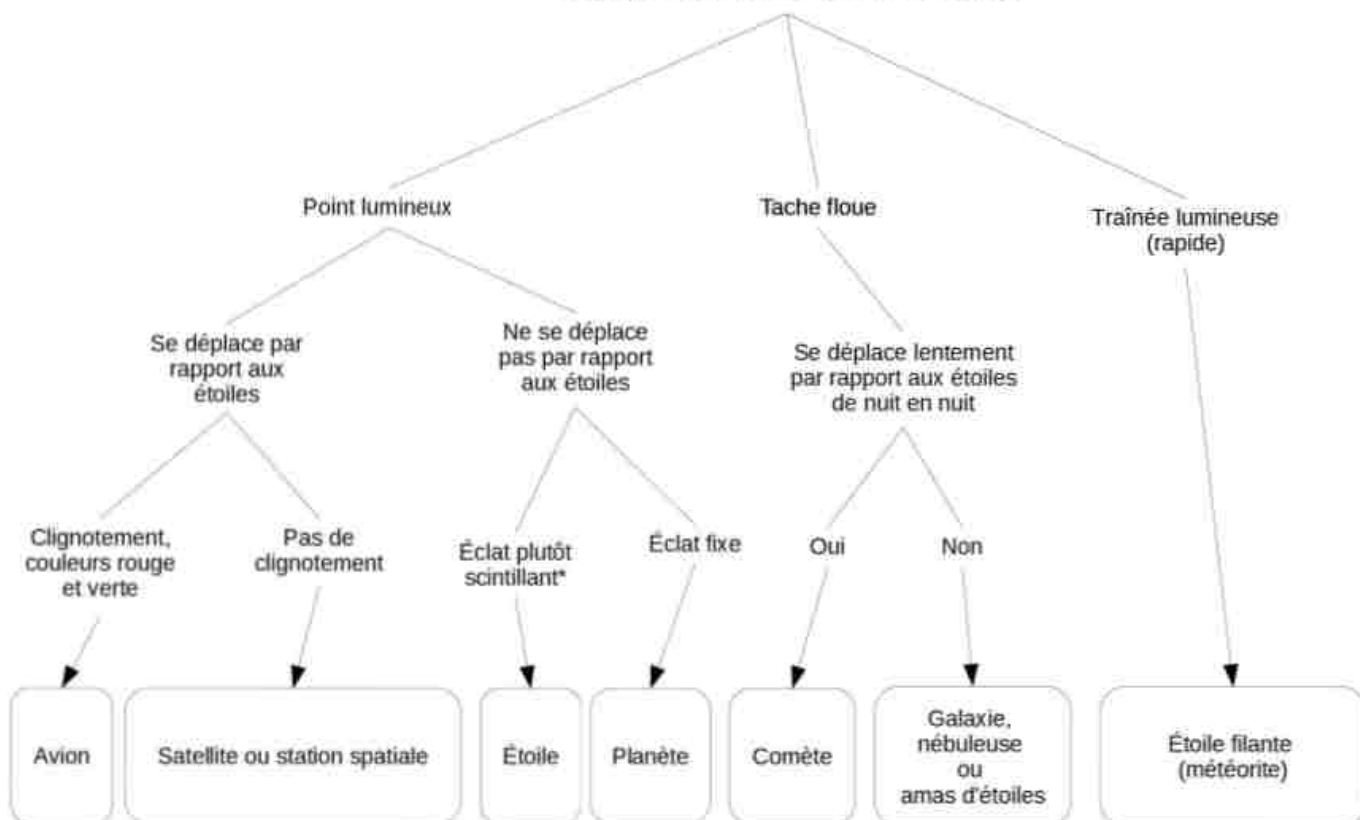 Point lumineux
Tache floue
Traînée lumineuse
(rapide)
Se déplace par
rapport aux
étoiles
Ne se déplace
pas par rapport
aux étoiles
Se déplace lentement
par rapport aux étoiles
de nuit en nuit
Clignotement,
couleurs rouge
et verte
Pas de
clignotement
Éclat plutôt
scintillant*
Éclat fixe
Oui
Non
Avion
Satellite ou station spatiale
Étoile
Planète
Comète
Galaxie,
nébuleuse
ou
amas d'étoiles
Étoile filante
(météorite)